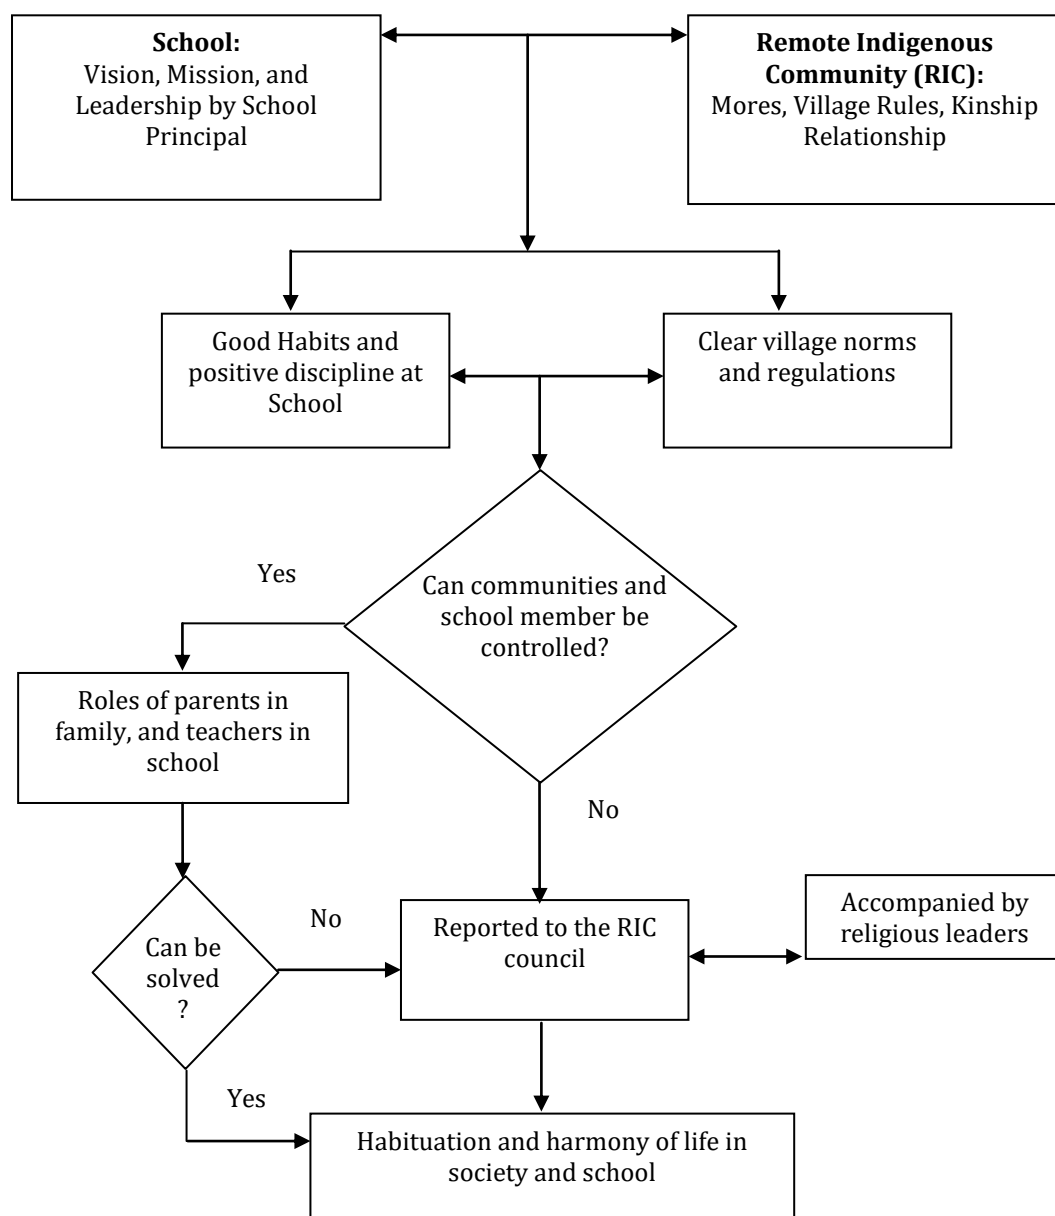 School:
Vision, Mission, and
Leadership by School
Principal
Remote Indigenous
Community (RIC):
Mores, Village Rules, Kinship
Relationship
Good Habits and
positive discipline at
School
Clear village norms
and regulations
Yes
Can communities and
school member be
controlled?
Roles of parents in
family, and teachers in
school
No
Can be
solved
?
No
Reported to the RIC
council
Accompanied by
religious leaders
Yes
Habituation and harmony of life in
society and school